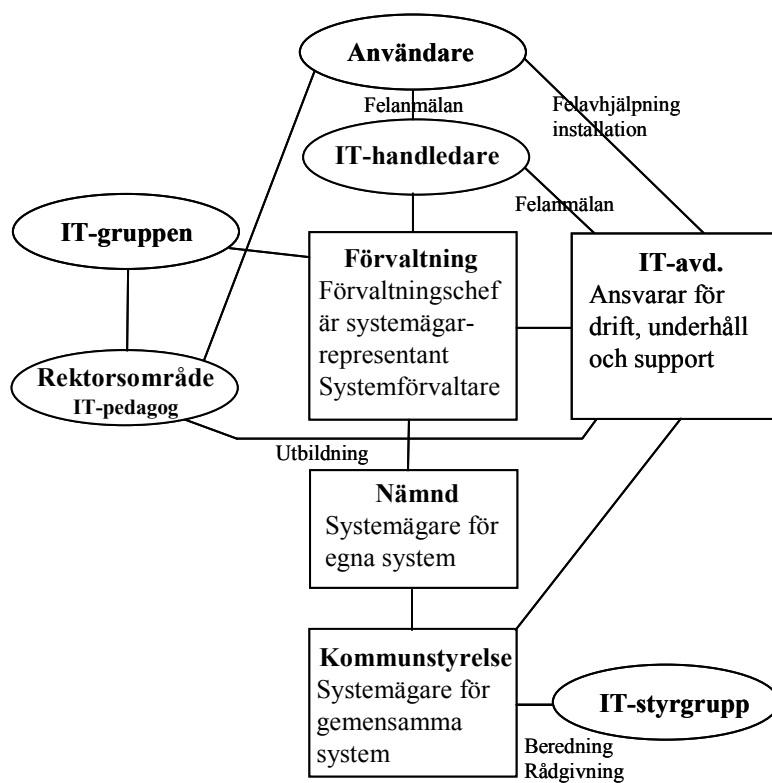 Användare
Felanmälan
Felavhjälpning
installation
IT-handledare
Felanmälan
IT-gruppen
Förvaltning
Förvaltningschef
är systemägar-
representant
Systemförvaltare
IT-avd.
Ansvarar för
drift, underhåll
och support
Rektorsområde
IT-pedagog
Utbildning
Nämnd
Systemägare för
egna system
Kommunstyrelse
Systemägare för
gemensamma
system
IT-styrgrupp
Beredning
Rådgivning